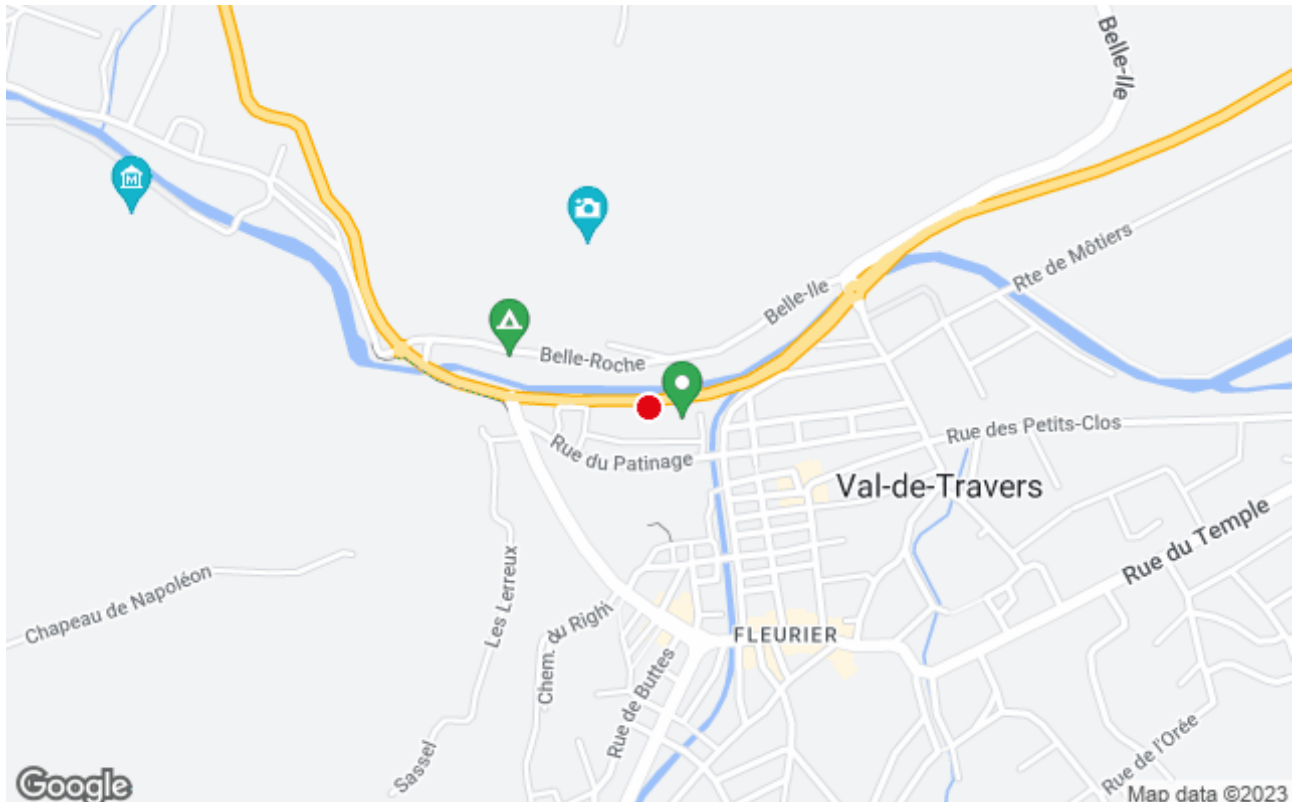 Belle-Ile
Rte de Môtiers
Belle-Ile
Belle-Roche
Rue des Petits-Clos
Rue du Patinage
Val-de-Travers
Rue du Temple
Chapeau de Napoléon
Les Lerreux
Chem. du Righi
FLEURIER
Rue de Buttes
Sassel
Rue de l'Orée
Google
Map data ©2023